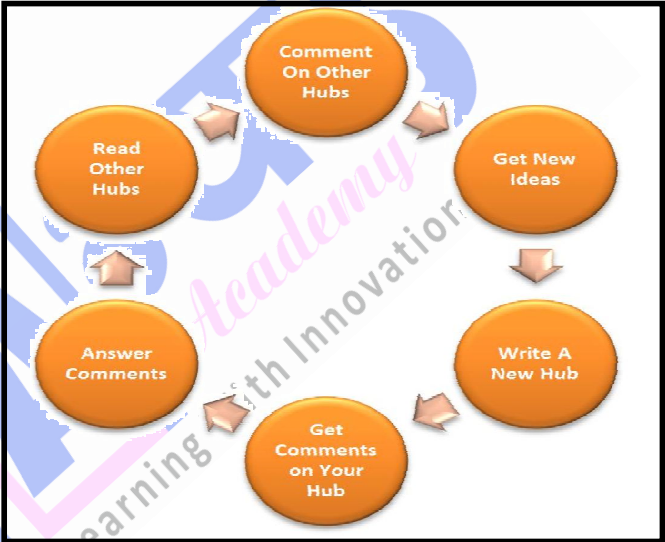 Comment
On Other
Hubs
Get New
Ideas
Write A
New Hub
Get
Comments
on Your
Hub
Answer
Comments
Read
Other
Hubs
Academy
Learning with Innovation